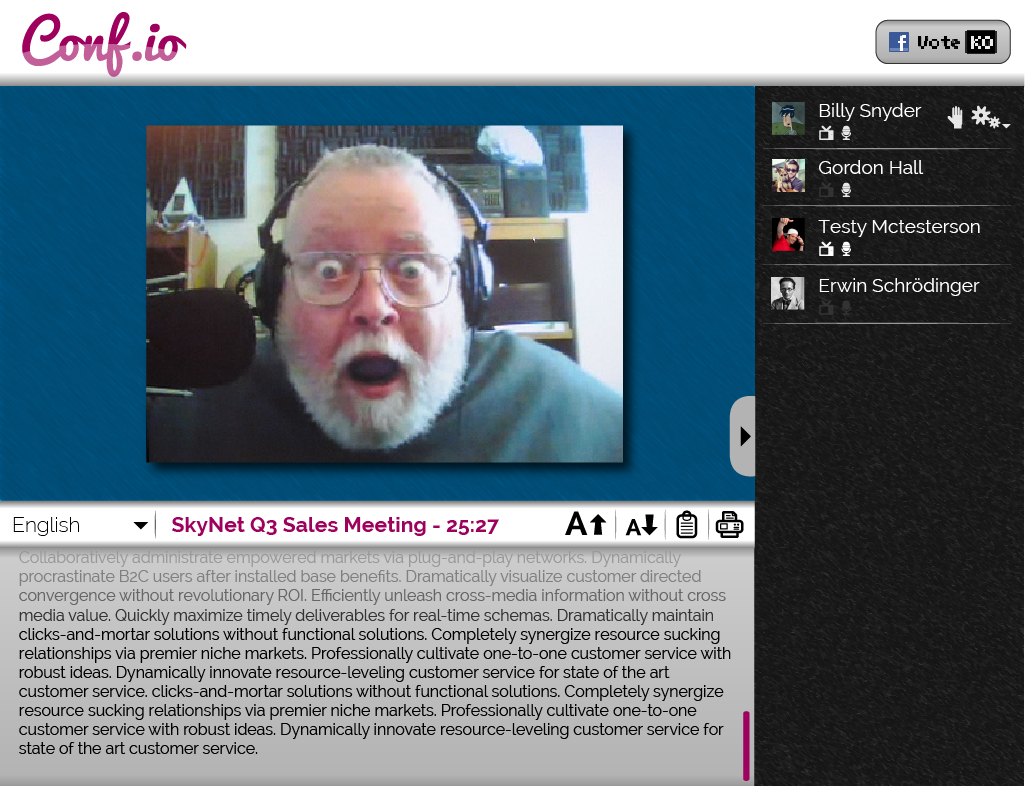 Conf.io
f Vote KO
Billy Snyder
Gordon Hall
Testy Mctesterson
Erwin Schrödinger
English
SkyNet Q3 Sales Meeting - 25:27
A A
Collaboratively administrate empowered markets via plug-and-play networks. Dynamically
procrastinate B2C users after installed base benefits. Dramatically visualize customer directed
convergence without revolutionary ROI. Efficiently unleash cross-media information without cross
media value. Quickly maximize timely deliverables for real-time schemas. Dramatically maintain
clicks-and-mortar solutions without functional solutions. Completely synergize resource sucking
relationships via premier niche markets. Professionally cultivate one-to-one customer service with
robust ideas. Dynamically innovate resource-leveling customer service for state of the art
customer service. clicks-and-mortar solutions without functional solutions. Completely synergize
resource sucking relationships via premier niche markets. Professionally cultivate one-to-one
customer service with robust ideas. Dynamically innovate resource-leveling customer service for
state of the art customer service.